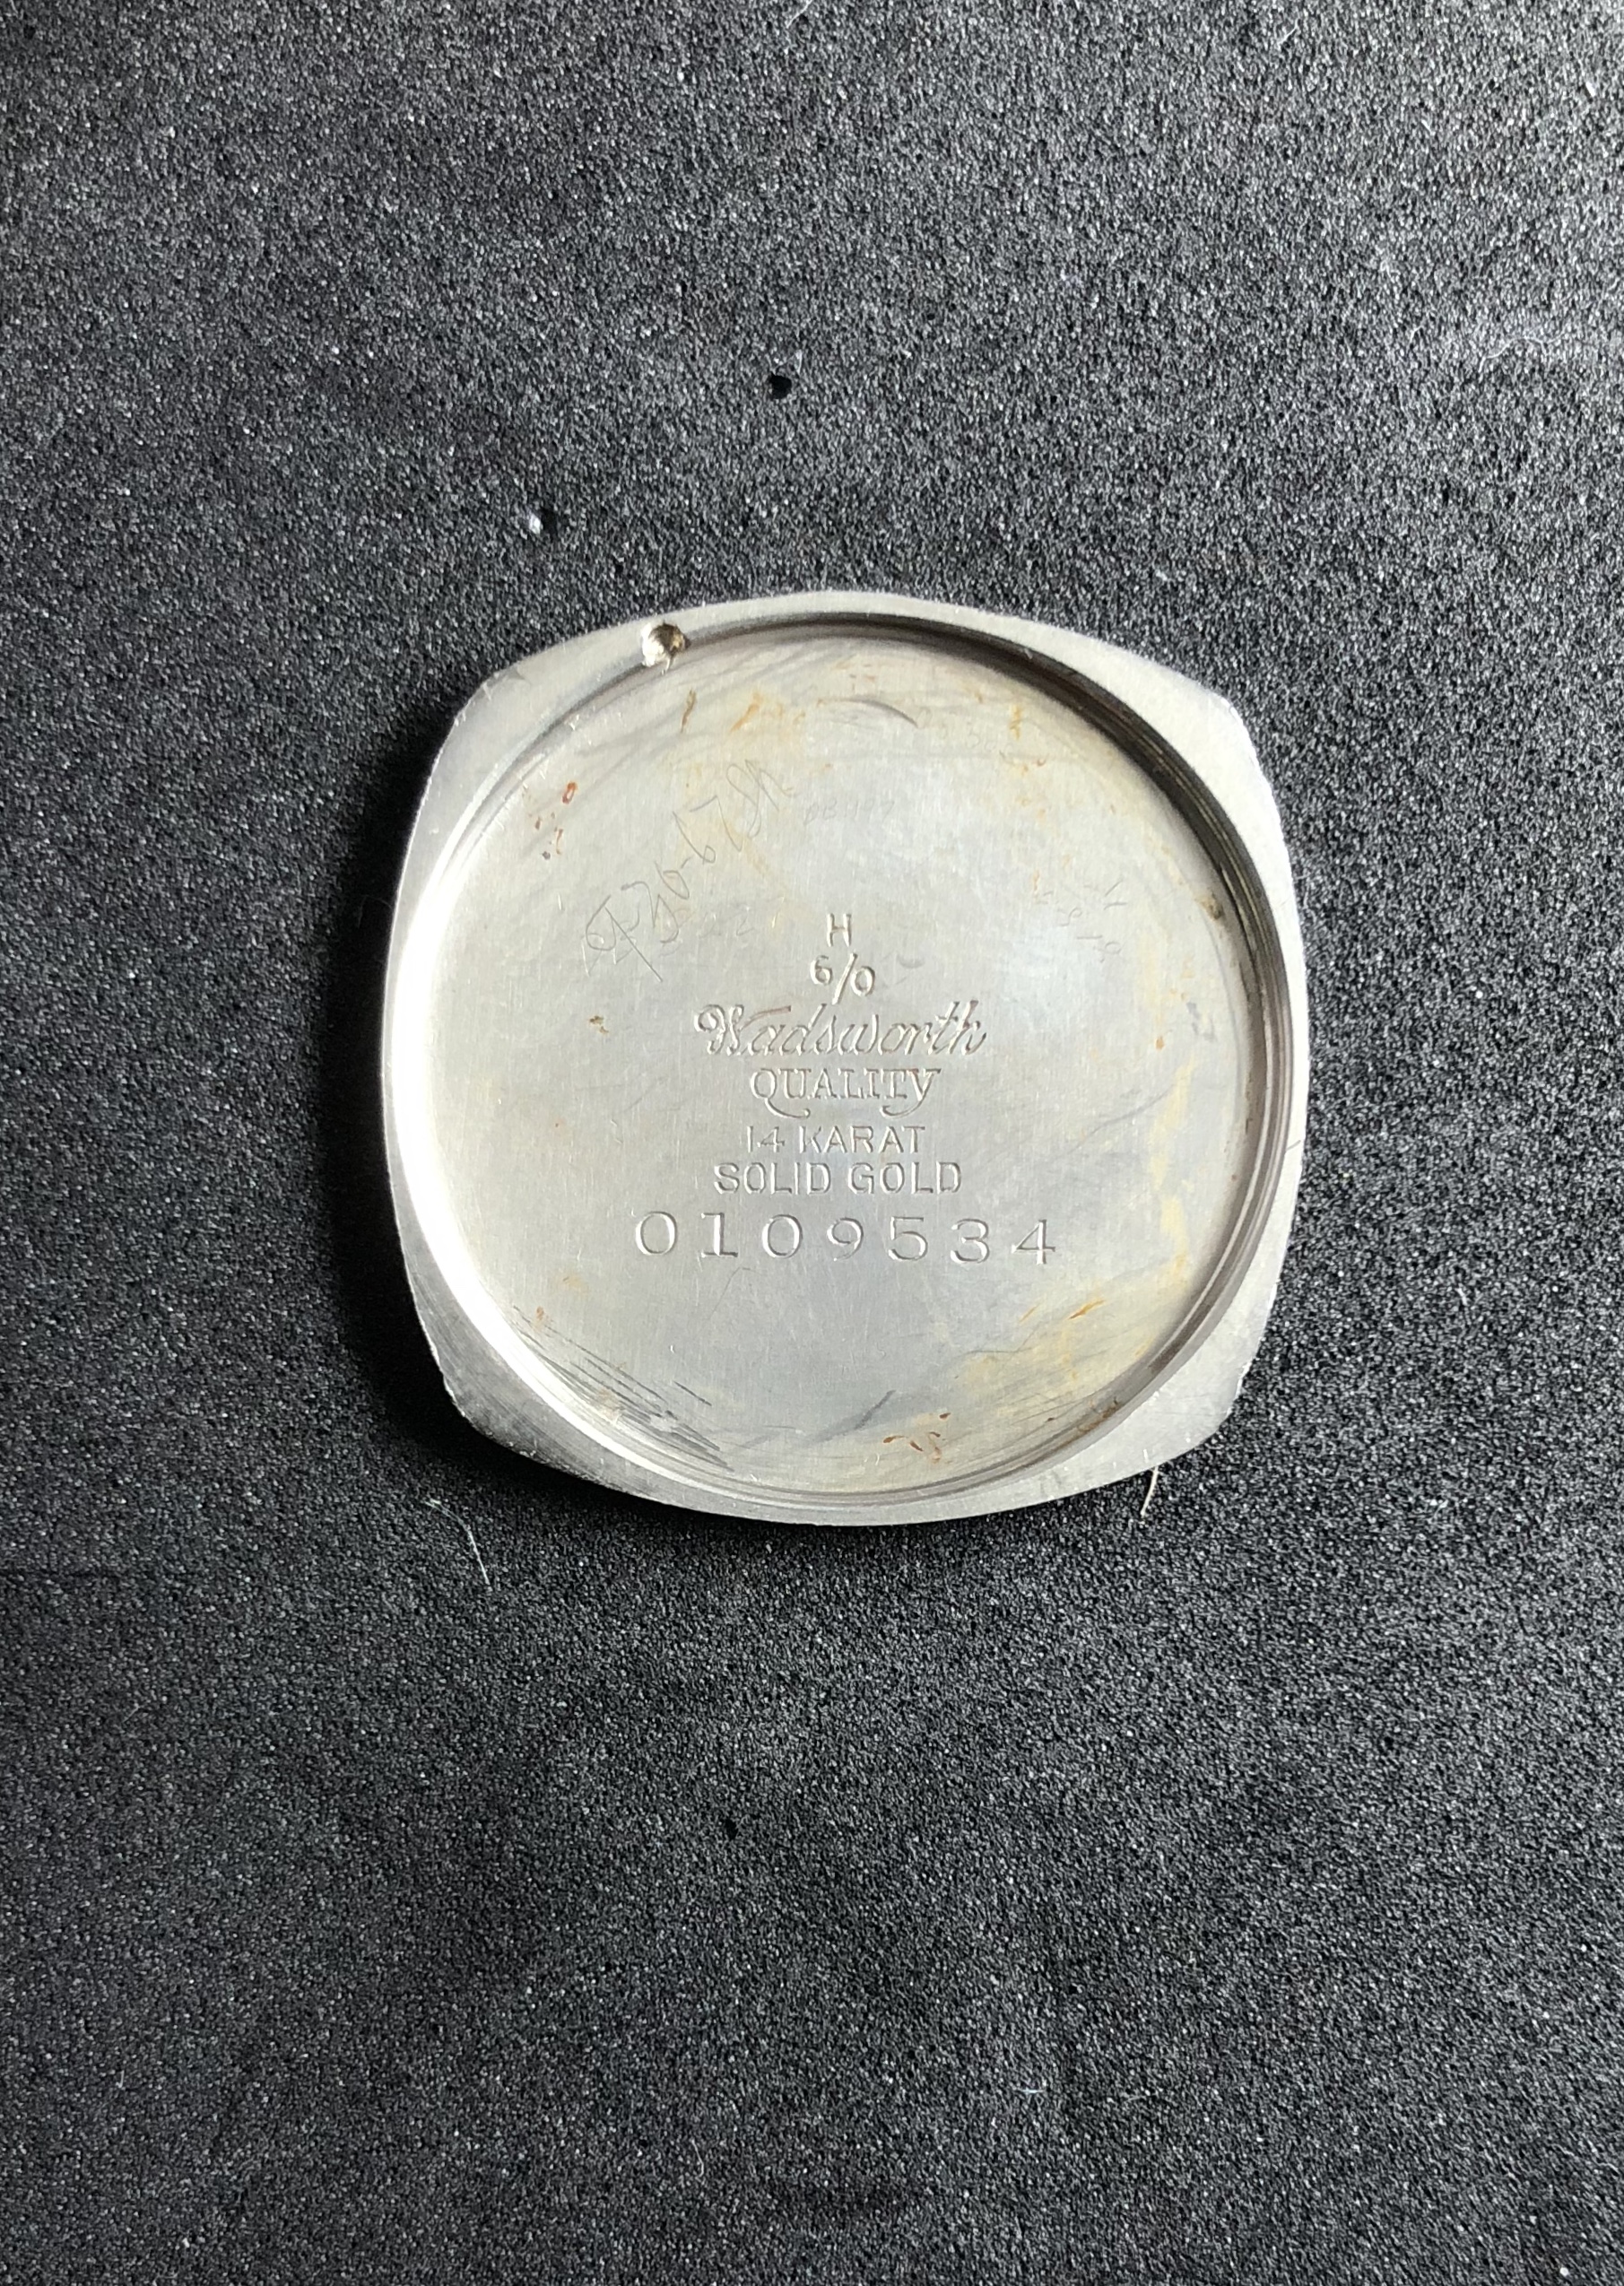 H
6/0
Wadsworth
QUALITY
14 KARAT
SOLID GOLD
0109534